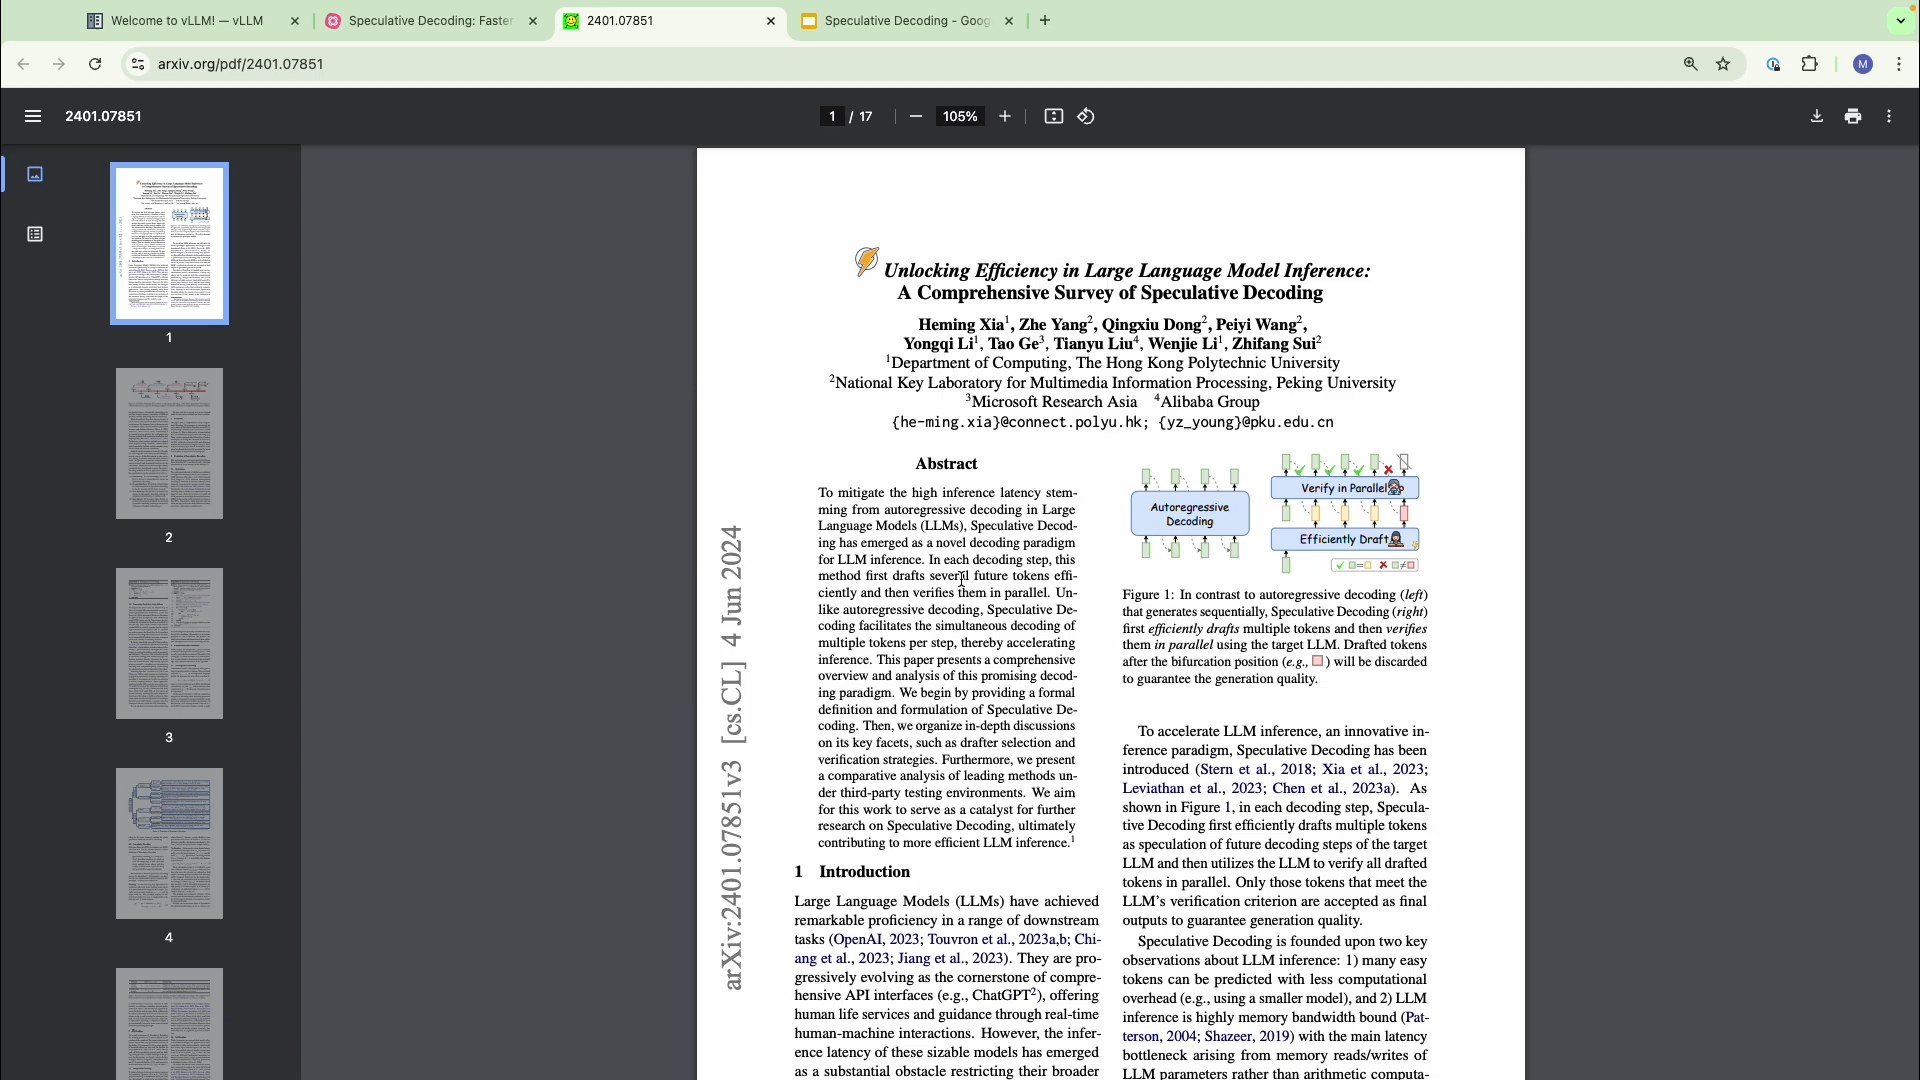 Welcome to vLLM! — vLLM
Speculative Decoding: Faster
2401.07851
Speculative Decoding - Goog
arxiv.org/pdf/2401.07851
M
2401.07851
1 / 17
105%
1
2
3
4
arXiv:2401.07851v3 [cs.CL] 4 Jun 2024
Unlocking Efficiency in Large Language Model Inference:
A Comprehensive Survey of Speculative Decoding
Heming Xia1, Zhe Yang2, Qingxiu Dong2, Peiyi Wang2,
Yongqi Li1, Tao Ge3, Tianyu Liu4, Wenjie Li1, Zhifang Sui2
1Department of Computing, The Hong Kong Polytechnic University
2National Key Laboratory for Multimedia Information Processing, Peking University
3Microsoft Research Asia 4Alibaba Group
{he-ming.xia}@connect.polyu.hk; {yz_young}@pku.edu.cn
Abstract
To mitigate the high inference latency stem-
ming from autoregressive decoding in Large
Language Models (LLMs), Speculative Decod-
ing has emerged as a novel decoding paradigm
for LLM inference. In each decoding step, this
method first drafts several future tokens effi-
ciently and then verifies them in parallel. Un-
like autoregressive decoding, Speculative De-
coding facilitates the simultaneous decoding of
multiple tokens per step, thereby accelerating
inference. This paper presents a comprehensive
overview and analysis of this promising decod-
ing paradigm. We begin by providing a formal
definition and formulation of Speculative De-
coding. Then, we organize in-depth discussions
on its key facets, such as drafter selection and
verification strategies. Furthermore, we present
a comparative analysis of leading methods un-
der third-party testing environments. We aim
for this work to serve as a catalyst for further
research on Speculative Decoding, ultimately
contributing to more efficient LLM inference.1
1 Introduction
Large Language Models (LLMs) have achieved
remarkable proficiency in a range of downstream
tasks (OpenAI, 2023; Touvron et al., 2023a,b; Chi-
ang et al., 2023; Jiang et al., 2023). They are pro-
gressively evolving as the cornerstone of compre-
hensive API interfaces (e.g., ChatGPT2), offering
human life services and guidance through real-time
human-machine interactions. However, the infer-
ence latency of these sizable models has emerged
as a substantial obstacle restricting their broader
Autoregressive
Decoding
Verify in Parallel
Efficiently Draft
Figure 1: In contrast to autoregressive decoding (left)
that generates sequentially, Speculative Decoding (right)
first efficiently drafts multiple tokens and then verifies
them in parallel using the target LLM. Drafted tokens
after the bifurcation position (e.g., ) will be discarded
to guarantee the generation quality.
To accelerate LLM inference, an innovative in-
ference paradigm, Speculative Decoding has been
introduced (Stern et al., 2018; Xia et al., 2023;
Leviathan et al., 2023; Chen et al., 2023a). As
shown in Figure 1, in each decoding step, Specula-
tive Decoding first efficiently drafts multiple tokens
as speculation of future decoding steps of the target
LLM and then utilizes the LLM to verify all drafted
tokens in parallel. Only those tokens that meet the
LLM's verification criterion are accepted as final
outputs to guarantee generation quality.
Speculative Decoding is founded upon two key
observations about LLM inference: 1) many easy
tokens can be predicted with less computational
overhead (e.g., using a smaller model), and 2) LLM
inference is highly memory bandwidth bound (Pat-
terson, 2004; Shazeer, 2019) with the main latency
bottleneck arising from memory reads/writes of
LLM parameters rather than arithmetic computa-